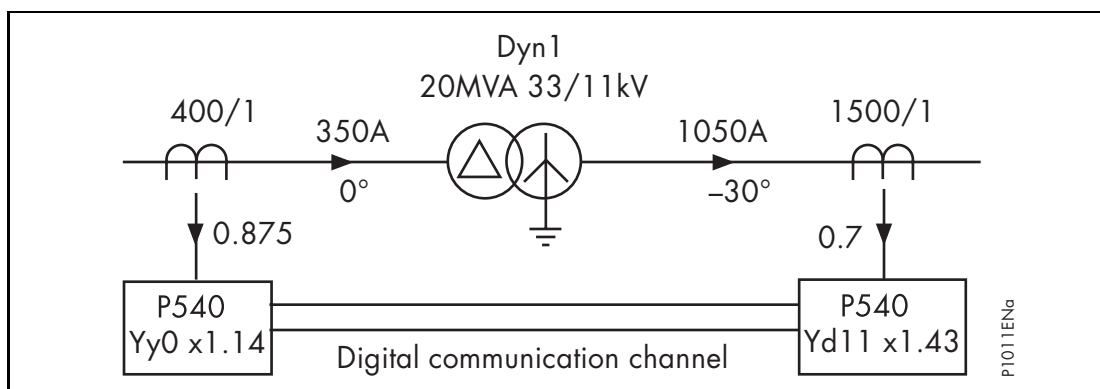 Dyn1
20MVA 33/11kV
400/1
350A
1050A
1500/1
0°
–30°
0.875
0.7
P540
Yy0 x1.14
P540
Yd11 x1.43
Digital communication channel
P1011ENa